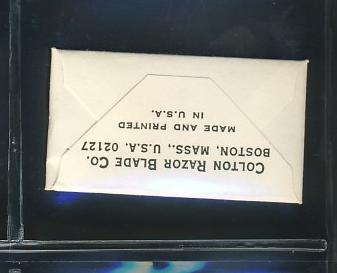 COLTON RAZOR BLADE CO.
BOSTON, MASS., U.S.A. 02127
MADE AND PRINTED
IN U.S.A.